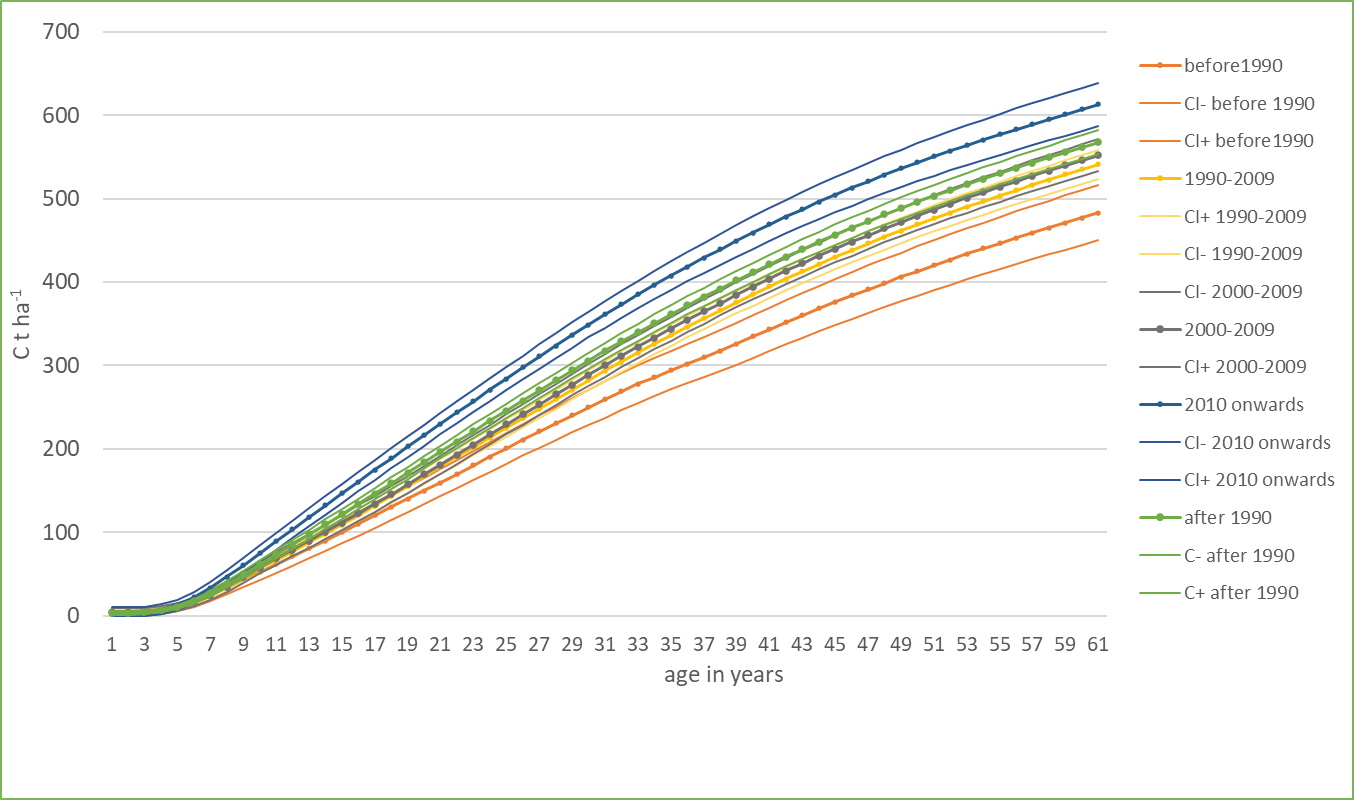 700
600
500
400
300
200
100
0
C t ha-1
1 3 5 7 9 11 13 15 17 19 21 23 25 27 29 31 33 35 37 39 41 43 45 47 49 51 53 55 57 59 61
age in years
before1990
CI- before 1990
CI+ before1990
1990-2009
CI+ 1990-2009
CI- 1990-2009
CI- 2000-2009
2000-2009
CI+ 2000-2009
2010 onwards
CI- 2010 onwards
CI+ 2010 onwards
after 1990
C- after 1990
C+ after 1990